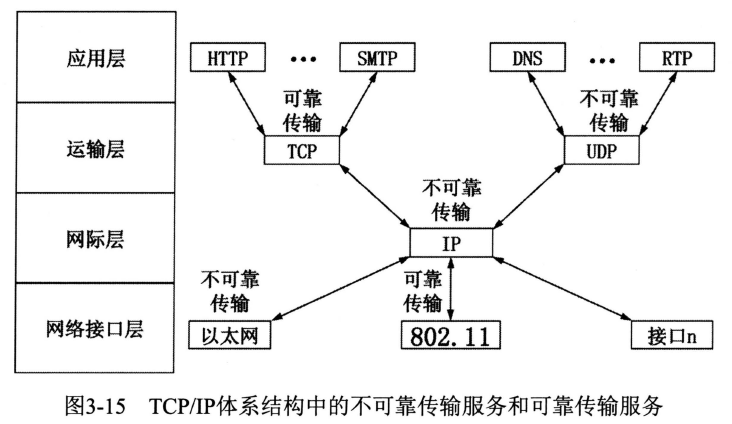 应用层
HTTP
•••
SMTP
DNS
•••
RTP
可靠
传输
不可靠
传输
运输层
TCP
UDP
不可靠
传输
网际层
IP
不可靠
传输
可靠
传输
网络接口层
以太网
802.11
接口n
图3-15 TCP/IP体系结构中的不可靠传输服务和可靠传输服务